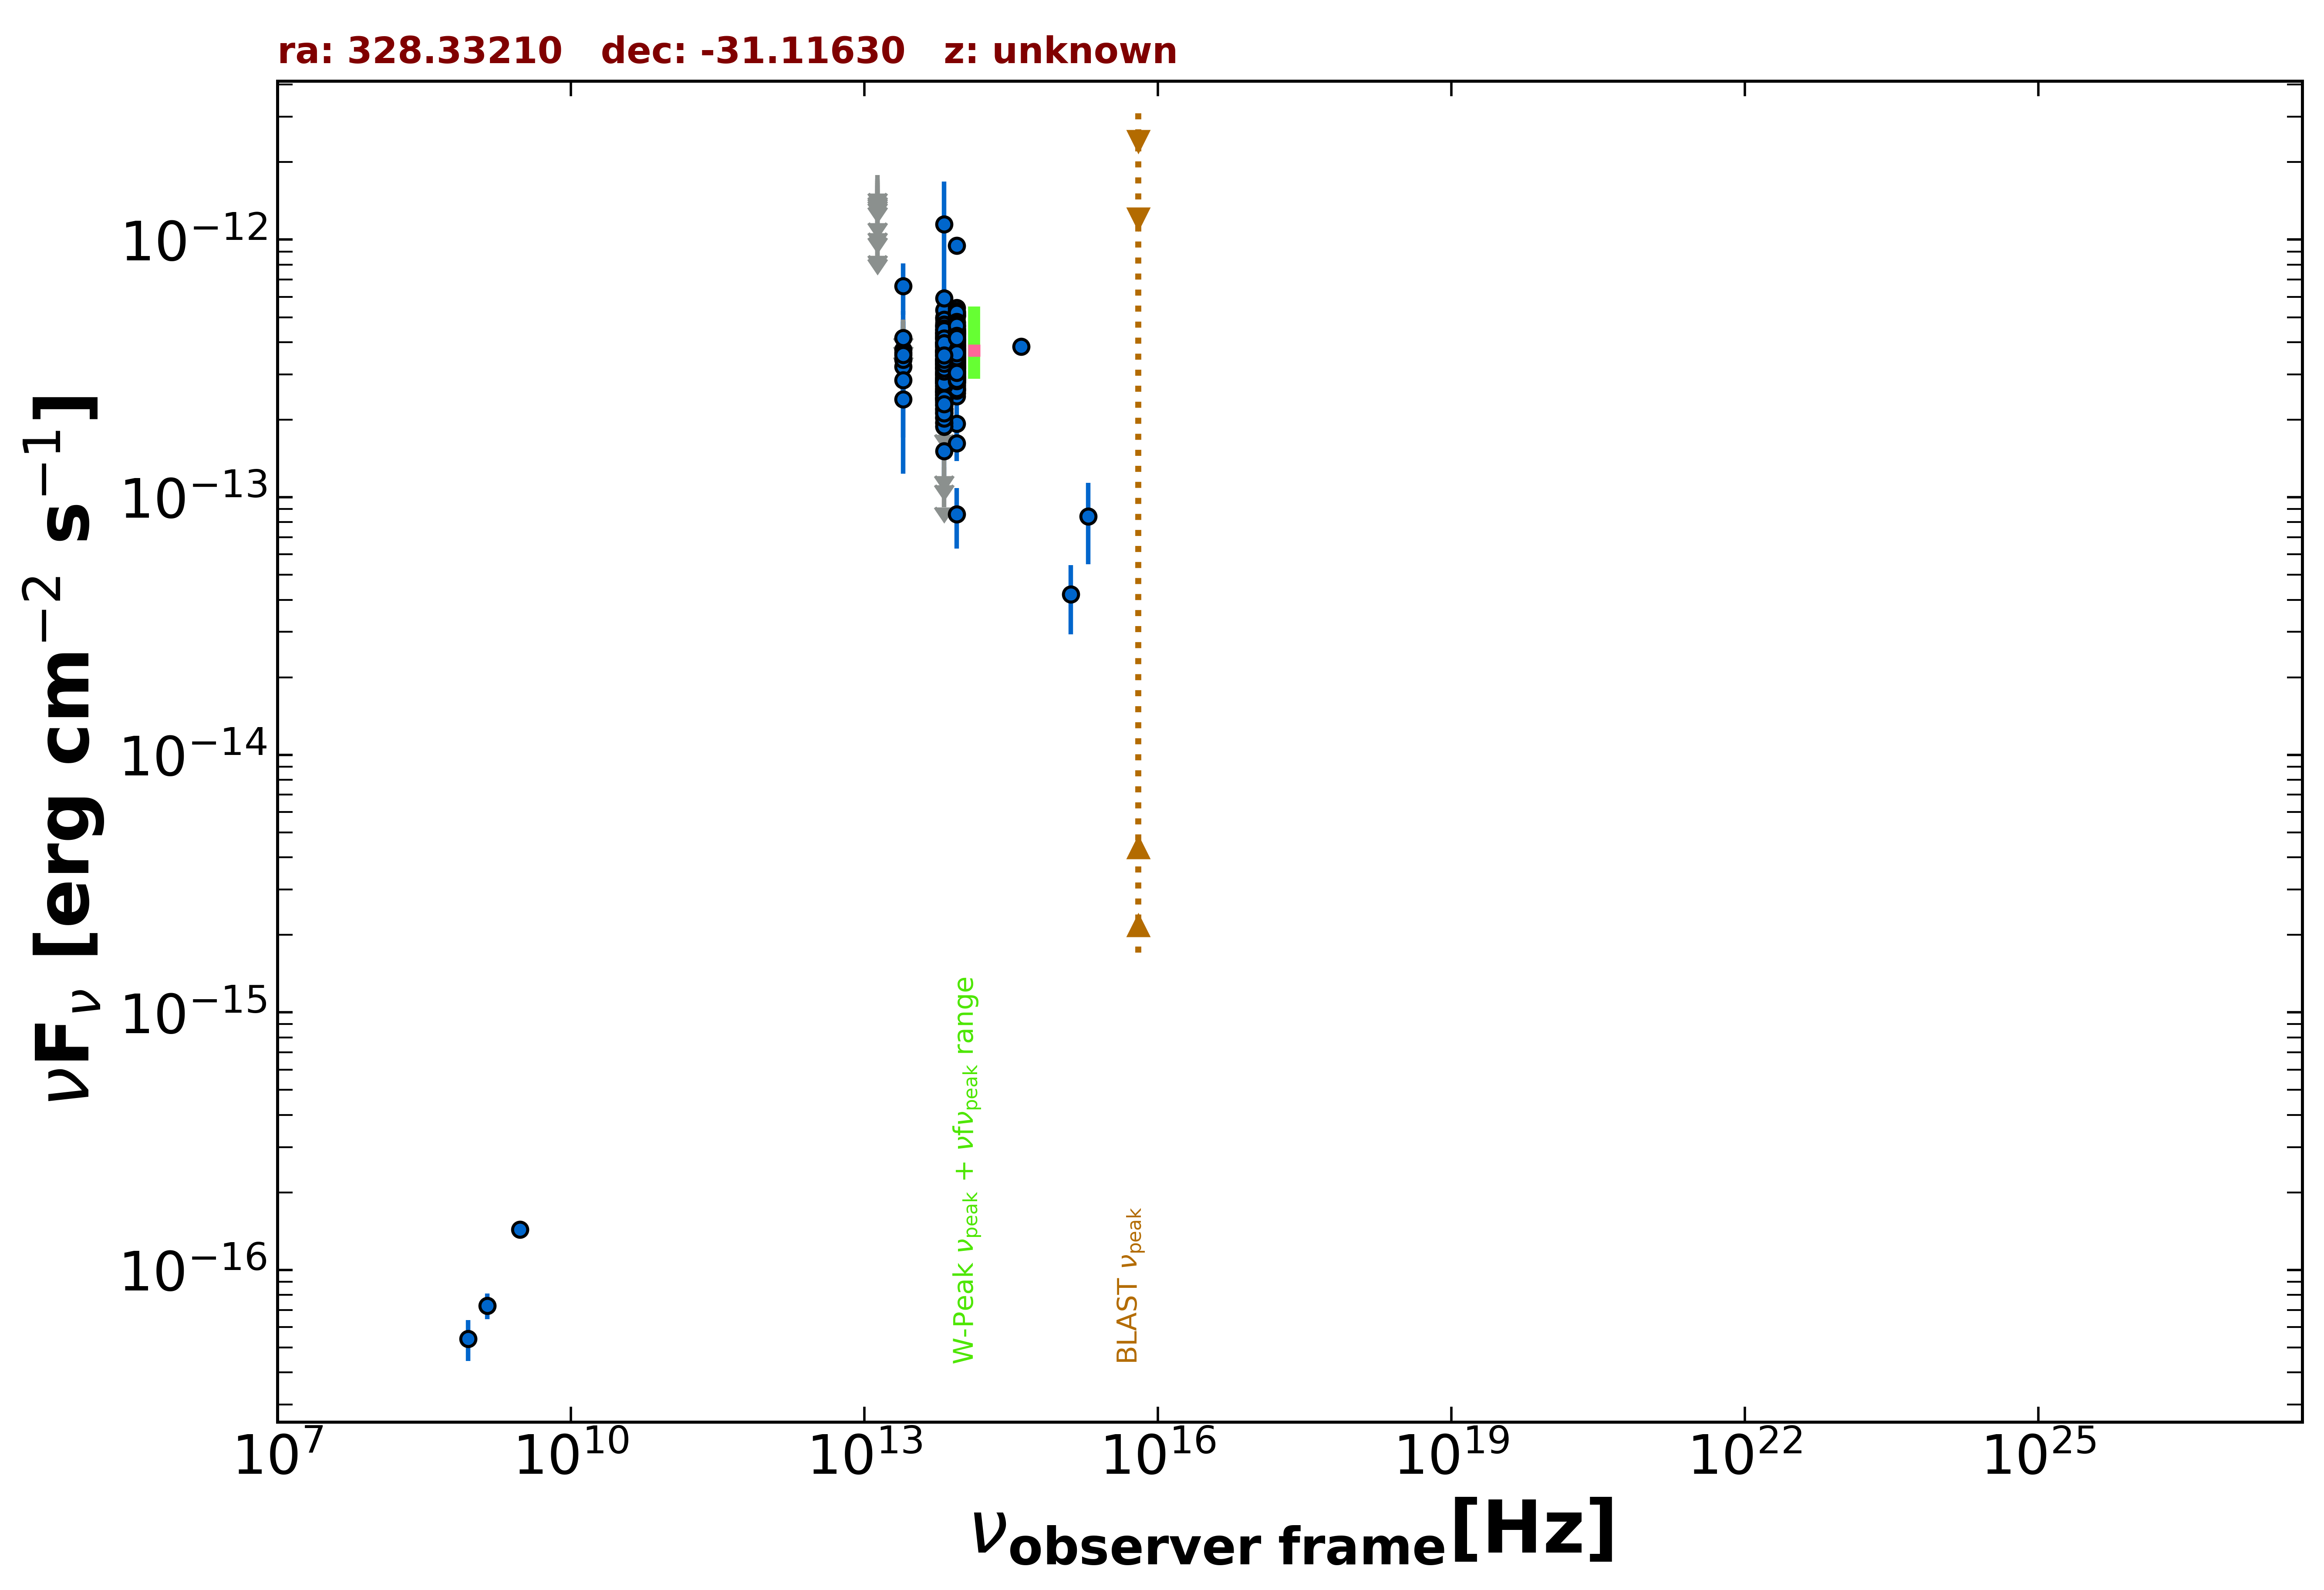 ra: 328.33210 dec: -31.11630 z: unknown
10⁻¹²
10⁻¹³
10⁻¹⁴
10⁻¹⁵
10⁻¹⁶
νFν [erg cm⁻² s⁻¹]
W-Peak νpeak + νfνpeak range
BLAST νpeak
10⁷ 10¹⁰ 10¹³ 10¹⁶ 10¹⁹ 10²² 10²⁵
νobserver frame[Hz]